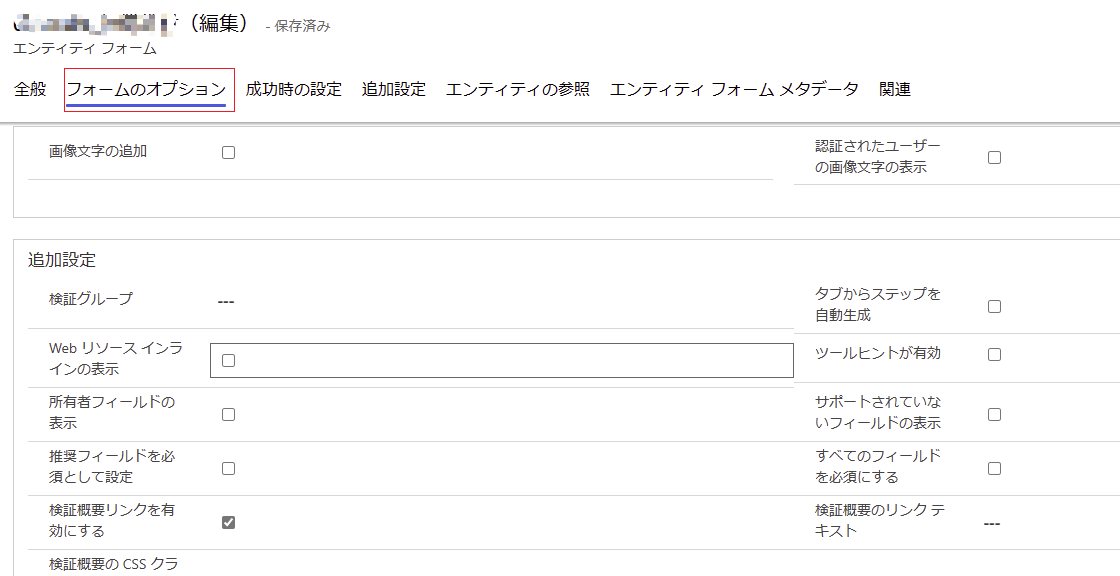 （編集） - 保存済み
エンティティ フォーム
全般 フォームのオプション 成功時の設定 追加設定 エンティティの参照 エンティティ フォーム メタデータ 関連
画像文字の追加
認証されたユーザー
の画像文字の表示
追加設定
検証グループ ---
タブからステップを
自動生成
Web リソース インラ
インの表示
ツールヒントが有効
所有者フィールドの
表示
サポートされていな
いフィールドの表示
推奨フィールドを必
須として設定
すべてのフィールド
を必須にする
検証概要リンクを有
効にする
検証概要のリンク テ
キスト ---
検証概要の CSS クラ